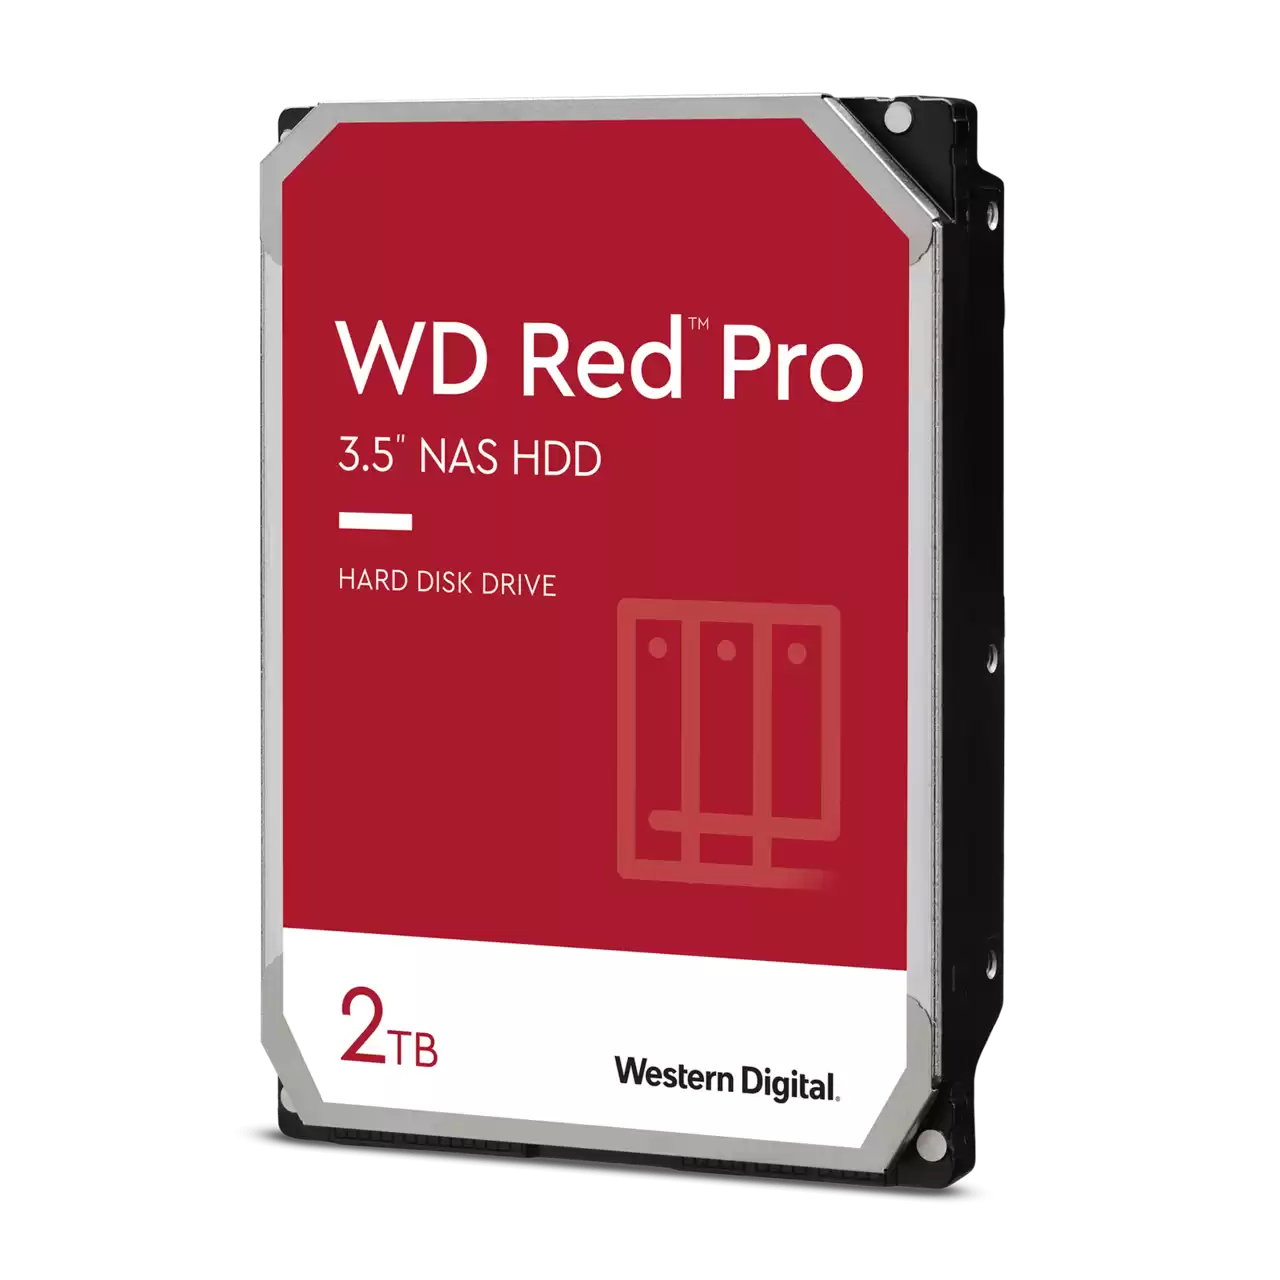 WD Red™ Pro
3.5" NAS HDD
HARD DISK DRIVE
2TB
Western Digital®